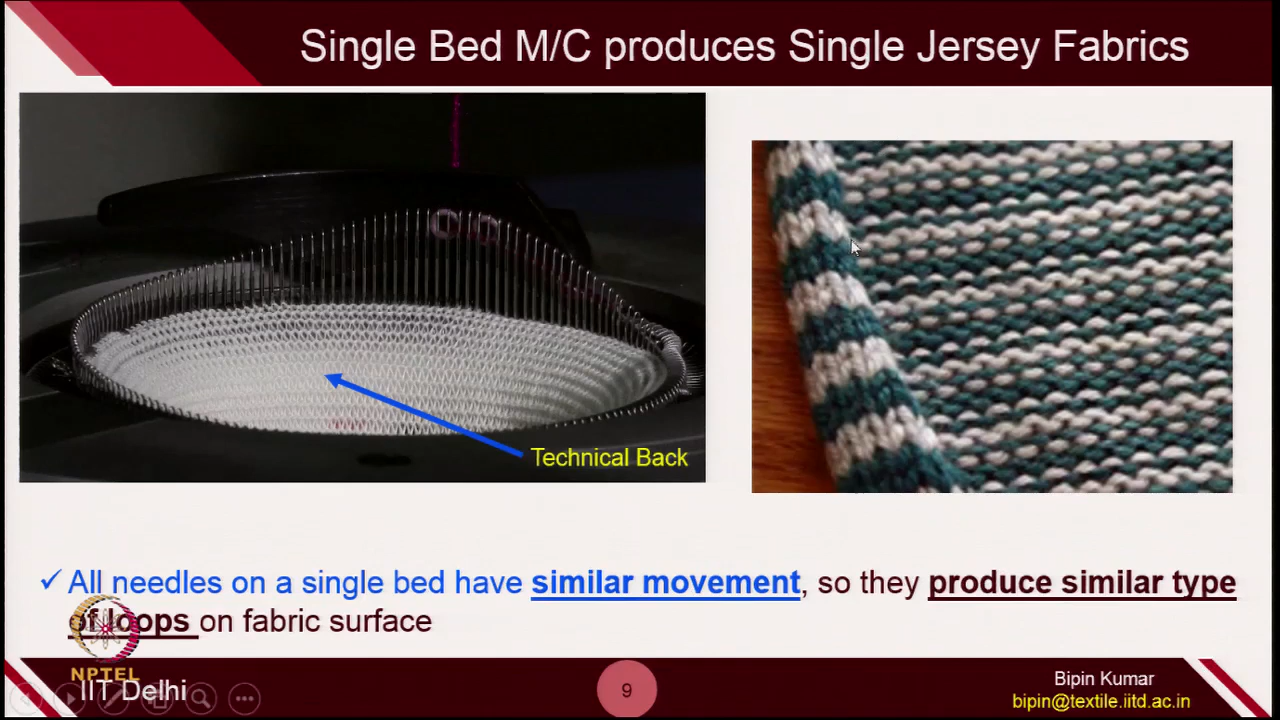 Single Bed M/C produces Single Jersey Fabrics
Technical Back
✓ All needles on a single bed have similar movement, so they produce similar type
of loops on fabric surface
NPTEL
IIT Delhi
9
Bipin Kumar
bipin@textile.iitd.ac.in